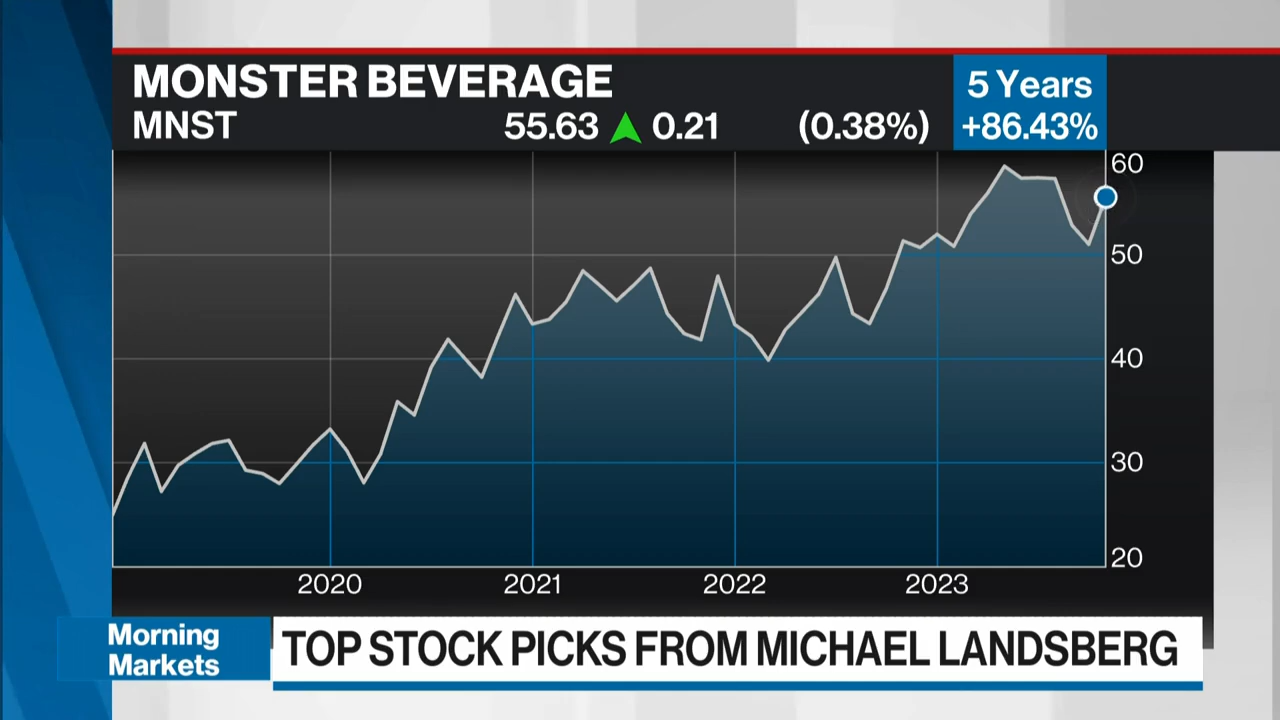 MONSTER BEVERAGE
MNST 55.63 ▲ 0.21 (0.38%)
5 Years
+86.43%
60
50
40
30
20
2020 2021 2022 2023
Morning
Markets
TOP STOCK PICKS FROM MICHAEL LANDSBERG